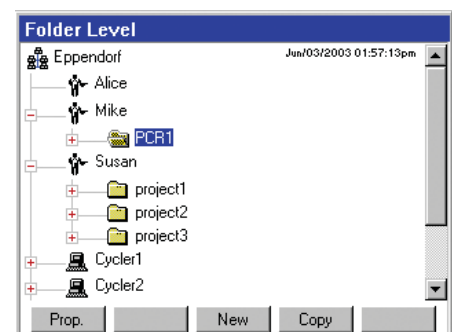 Folder Level
Eppendorf Jun/03/2003 01:57:13pm
Alice
Mike
PCR1
Susan
project1
project2
project3
Cycler1
Cycler2
Prop. New Copy